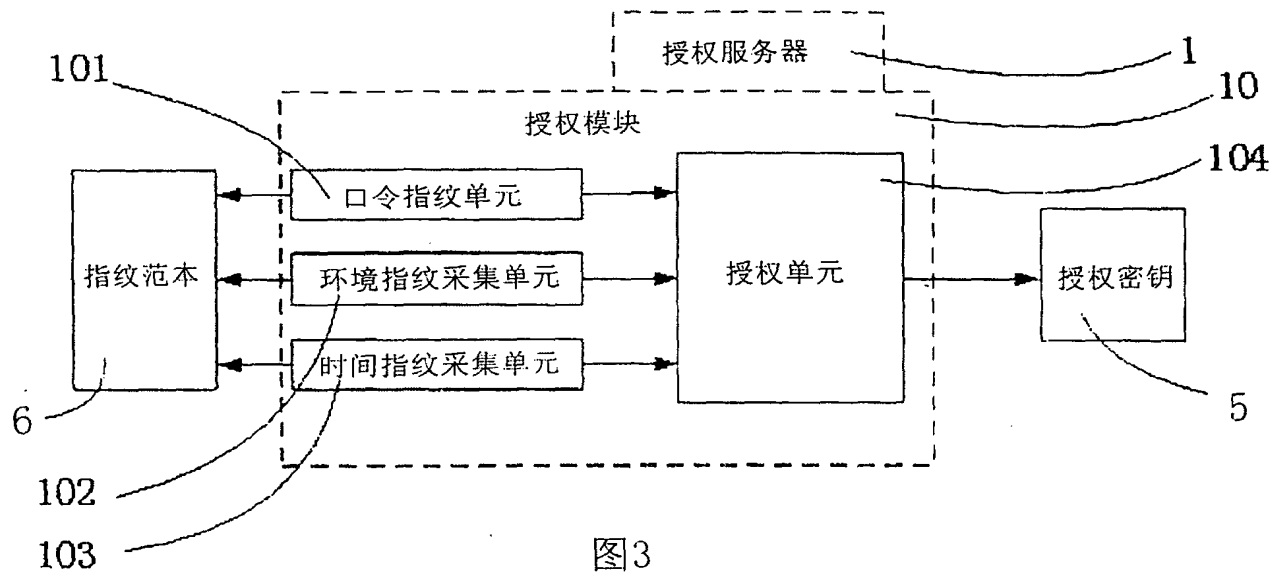 授权服务器
1
101
10
授权模块
104
口令指纹单元
指纹范本
环境指纹采集单元
授权单元
授权密钥
时间指纹采集单元
6
5
102
103
图3